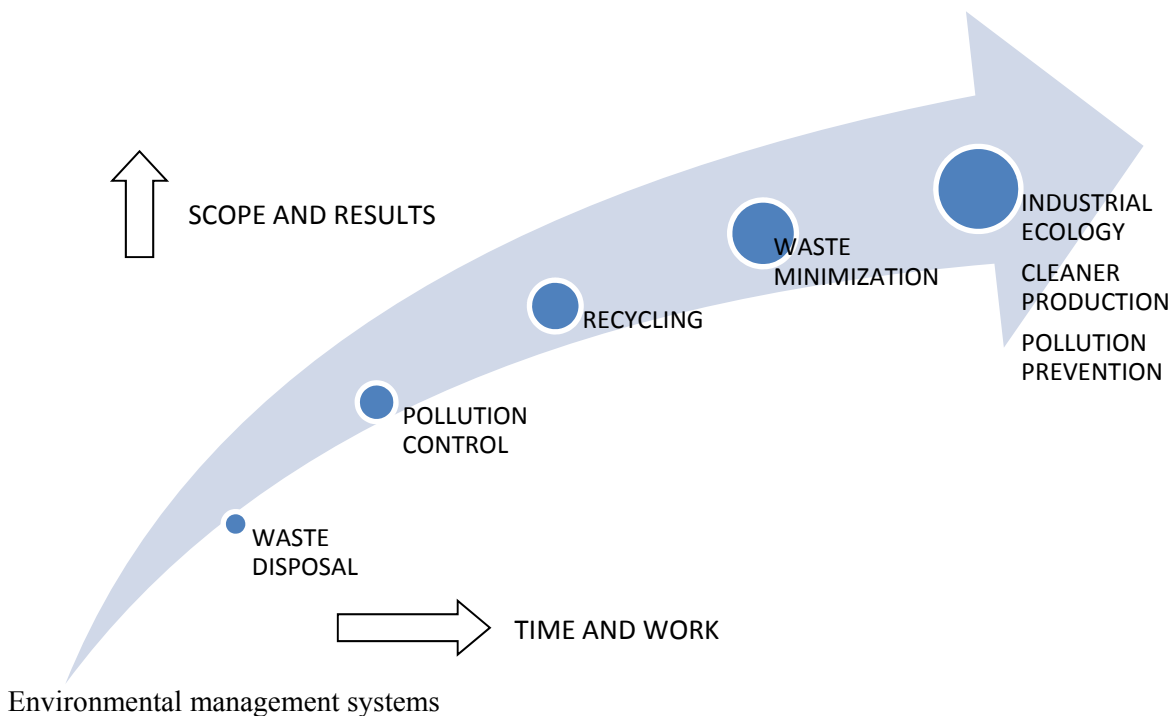 SCOPE AND RESULTS
INDUSTRIAL
ECOLOGY
CLEANER
PRODUCTION
POLLUTION
PREVENTION
WASTE
MINIMIZATION
RECYCLING
POLLUTION
CONTROL
WASTE
DISPOSAL
TIME AND WORK
Environmental management systems